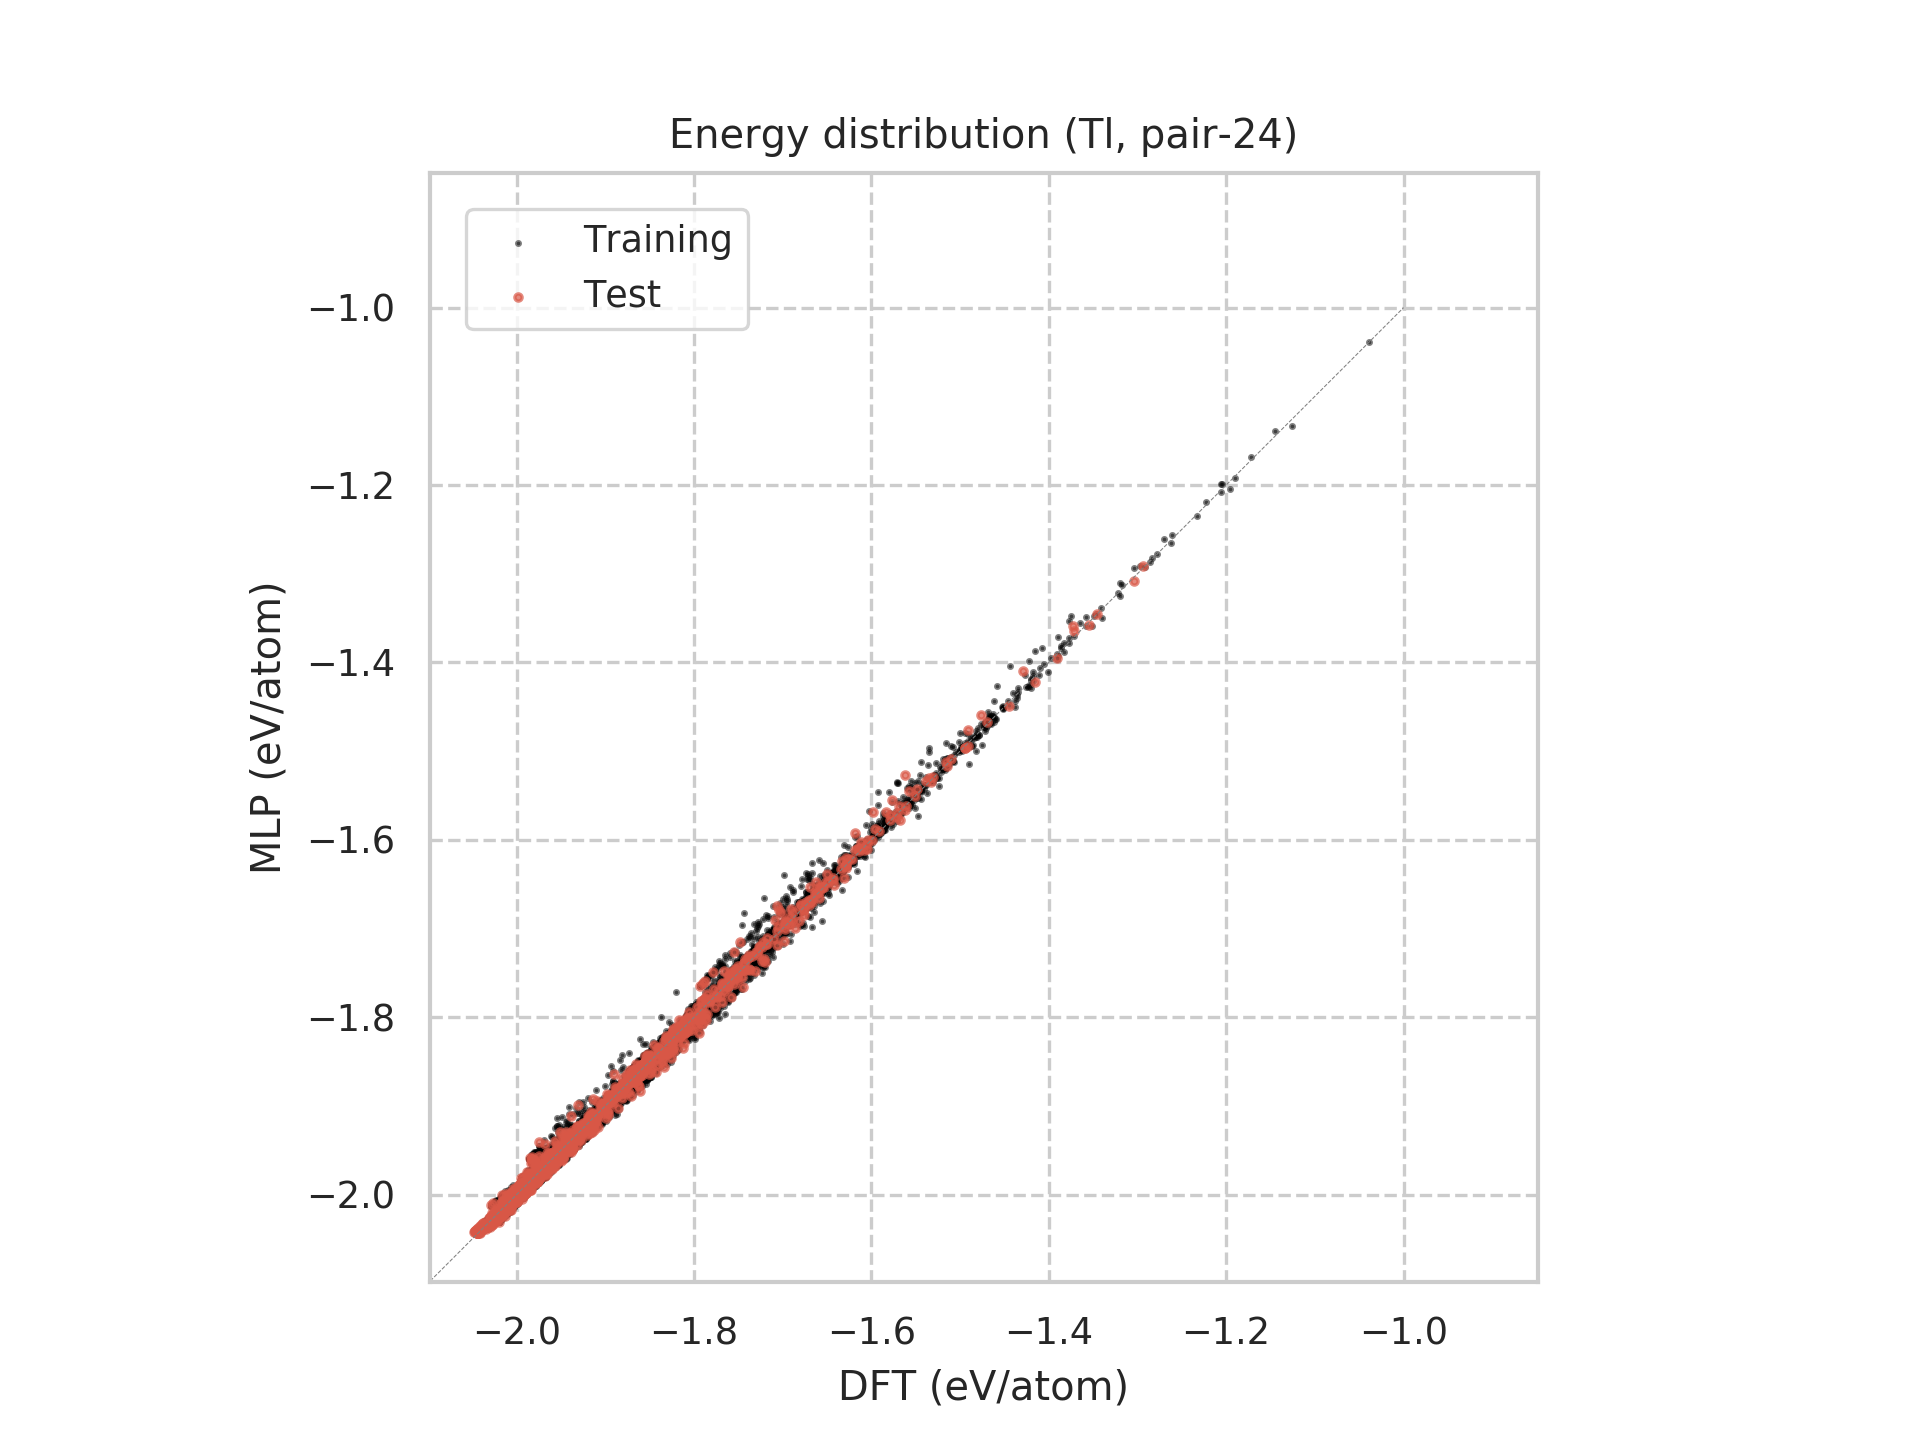 Energy distribution (Tl, pair-24)
Training
Test
−1.0
−1.2
−1.4
−1.6
−1.8
−2.0
MLP (eV/atom)
−2.0 −1.8 −1.6 −1.4 −1.2 −1.0
DFT (eV/atom)